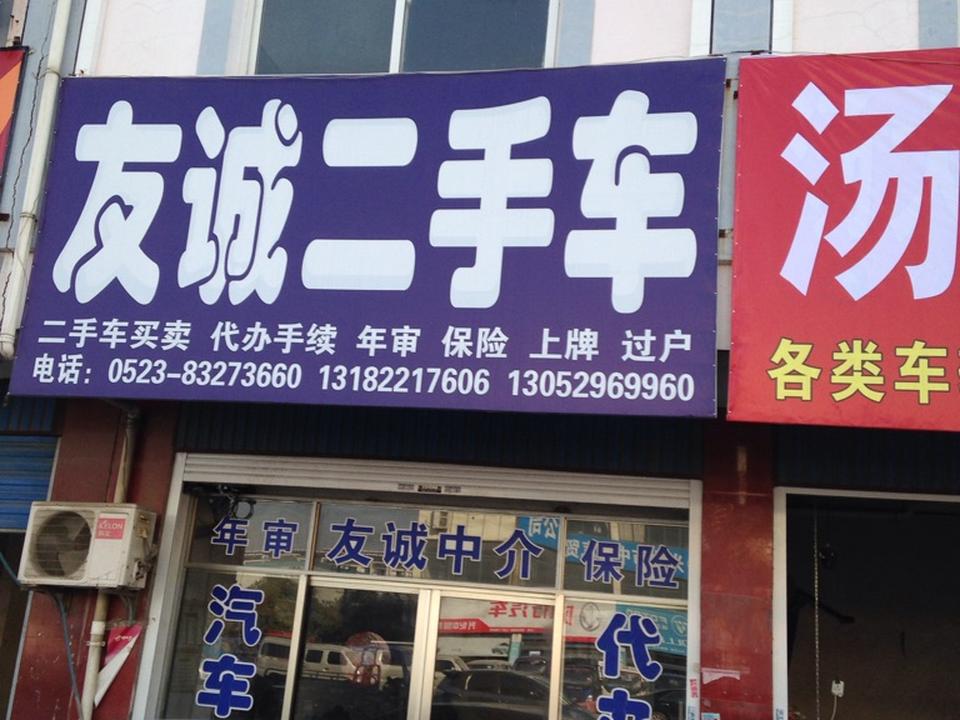 友诚二手车
二手车买卖 代办手续 年审 保险 上牌 过户
电话：0523-83273660 13182217606 13052969960
汤
各类车
KELON
年审 友诚中介 保险
汽车
代